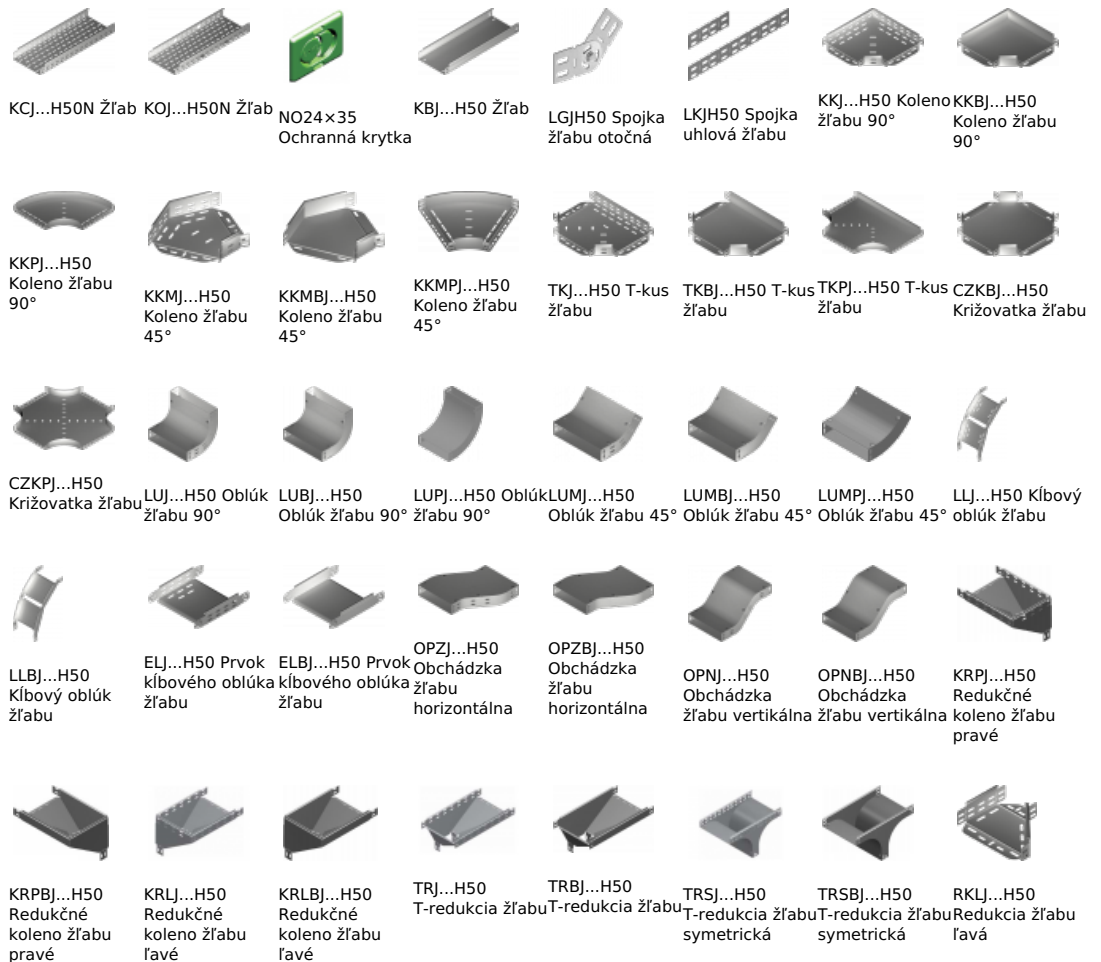 KCJ...H50N Žľab
KOJ...H50N Žľab
NO24×35
Ochranná krytka
KBJ...H50 Žľab
LGJH50 Spojka
žľabu otočná
LKJH50 Spojka
uhlová žľabu
KKJ...H50 Koleno
žľabu 90°
KKBJ...H50
Koleno žľabu
90°
KKPJ...H50
Koleno žľabu
90°
KKMJ...H50
Koleno žľabu
45°
KKMBJ...H50
Koleno žľabu
45°
KKMPJ...H50
Koleno žľabu
45°
TKJ...H50 T-kus
žľabu
TKBJ...H50 T-kus
žľabu
TKPJ...H50 T-kus
žľabu
CZKBJ...H50
Križovatka žľabu
CZKPJ...H50
Križovatka žľabu
LUJ...H50 Oblúk
žľabu 90°
LUBJ...H50
Oblúk žľabu 90°
LUPJ...H50 Oblúk
žľabu 90°
LUMJ...H50
Oblúk žľabu 45°
LUMBJ...H50
Oblúk žľabu 45°
LUMPJ...H50
Oblúk žľabu 45°
LLJ...H50 Kĺbový
oblúk žľabu
LLBJ...H50
Kĺbový oblúk
žľabu
ELJ...H50 Prvok
kĺbového oblúka
žľabu
ELBJ...H50 Prvok
kĺbového oblúka
žľabu
OPZJ...H50
Obchádzka
žľabu
horizontálna
OPZBJ...H50
Obchádzka
žľabu
horizontálna
OPNJ...H50
Obchádzka
žľabu vertikálna
OPNBJ...H50
Obchádzka
žľabu vertikálna
KRPJ...H50
Redukčné
koleno žľabu
pravé
KRPBJ...H50
Redukčné
koleno žľabu
pravé
KRLJ...H50
Redukčné
koleno žľabu
ľavé
KRLBJ...H50
Redukčné
koleno žľabu
ľavé
TRJ...H50
T-redukcia žľabu
TRBJ...H50
T-redukcia žľabu
TRSJ...H50
T-redukcia žľabu
symetrická
TRSBJ...H50
T-redukcia žľabu
symetrická
RKLJ...H50
Redukcia žľabu
ľavá